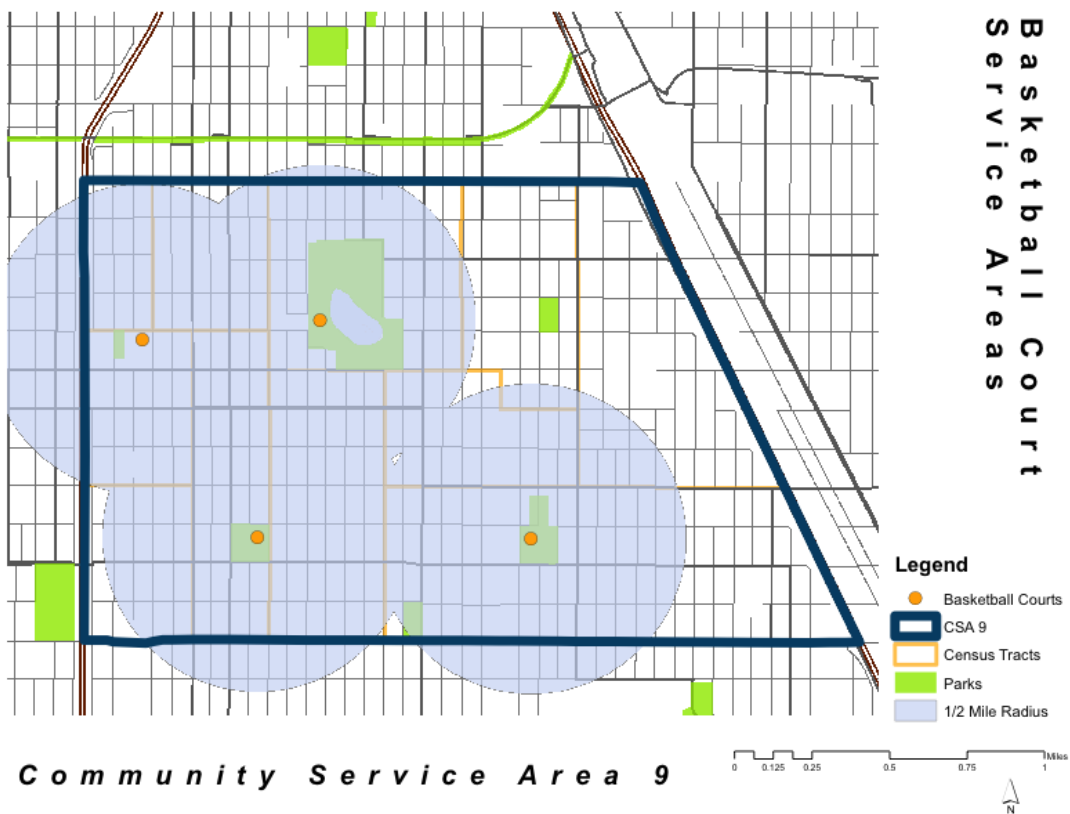 Basketball Court
Service Areas
Legend
Basketball Courts
CSA 9
Census Tracts
Parks
1/2 Mile Radius
Community Service Area 9
Miles
0 0.125 0.25 0.5 0.75 1
N